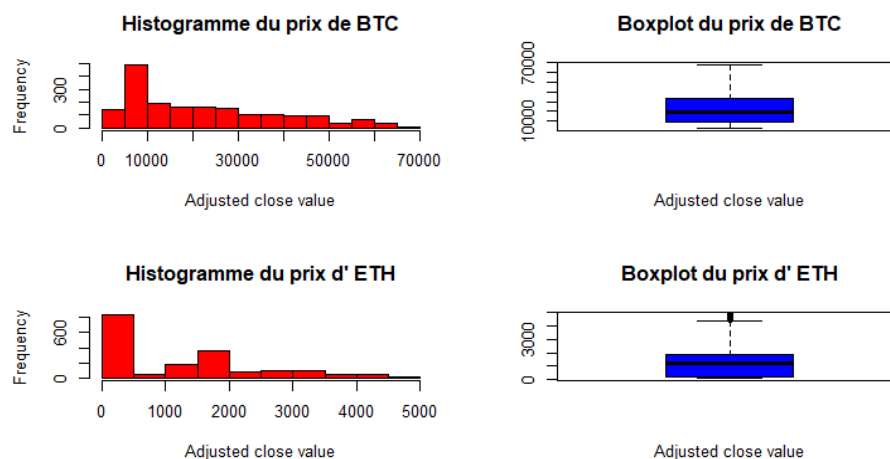 Histogramme du prix de BTC
Frequency
300
0
0 10000 30000 50000 70000
Adjusted close value
Boxplot du prix de BTC
70000
10000
Adjusted close value
Histogramme du prix d' ETH
Frequency
600
0
0 1000 2000 3000 4000 5000
Adjusted close value
Boxplot du prix d' ETH
3000
0
Adjusted close value